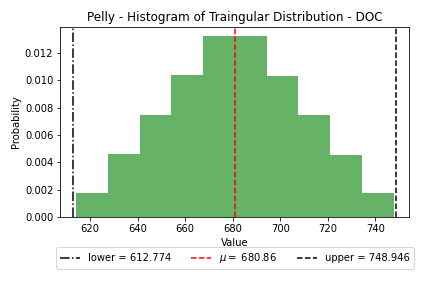 Pelly - Histogram of Traingular Distribution - DOC
Probability
0.012
0.010
0.008
0.006
0.004
0.002
0.000
620 640 660 680 700 720 740
Value
lower = 612.774 μ = 680.86 upper = 748.946